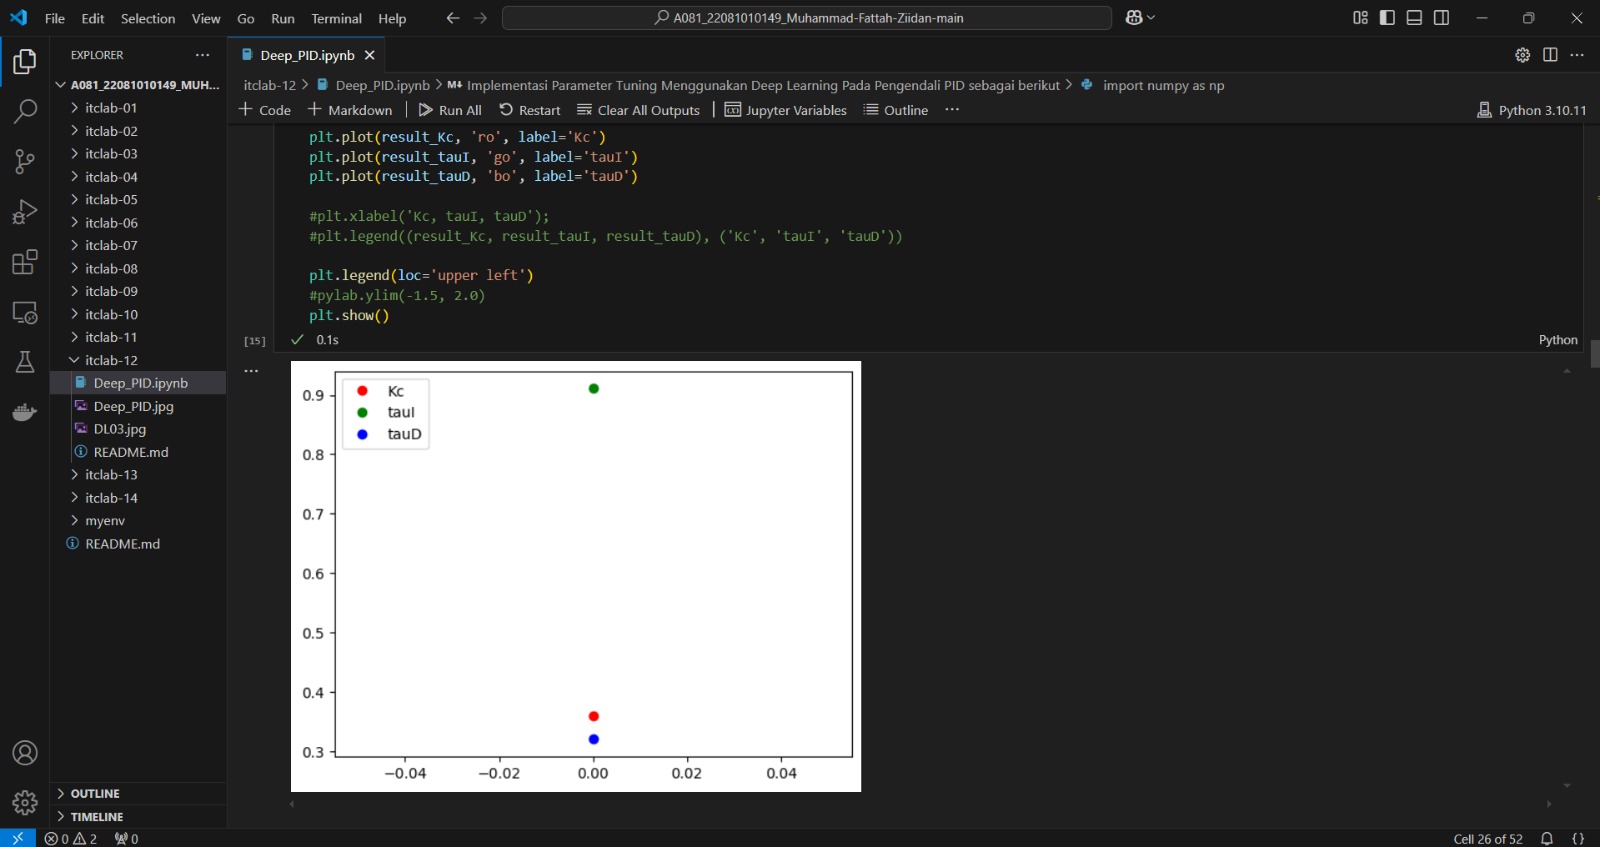 File Edit Selection View Go Run Terminal Help
A081_22081010149_Muhammad-Fattah-Ziidan-main
EXPLORER
A081_22081010149_MUH...
itclab-01
itclab-02
itclab-03
itclab-04
itclab-05
itclab-06
itclab-07
itclab-08
itclab-09
itclab-10
itclab-11
itclab-12
Deep_PID.ipynb
Deep_PID.jpg
DL03.jpg
README.md
itclab-13
itclab-14
myenv
README.md
OUTLINE
TIMELINE
Deep_PID.ipynb
itclab-12 > Deep_PID.ipynb > M↓ Implementasi Parameter Tuning Menggunakan Deep Learning Pada Pengendali PID sebagai berikut > import numpy as np
+ Code + Markdown Run All Restart Clear All Outputs Jupyter Variables Outline ... Python 3.10.11
plt.plot(result_Kc, 'ro', label='Kc')
plt.plot(result_tauI, 'go', label='tauI')
plt.plot(result_tauD, 'bo', label='tauD')
#plt.xlabel('Kc, tauI, tauD');
#plt.legend((result_Kc, result_tauI, result_tauD), ('Kc', 'tauI', 'tauD'))
plt.legend(loc='upper left')
#pylab.ylim(-1.5, 2.0)
plt.show()
[15] 0.1s Python
Kc
tauI
tauD
0.9
0.8
0.7
0.6
0.5
0.4
0.3
−0.04 −0.02 0.00 0.02 0.04
0 2 0 Cell 26 of 52 {}